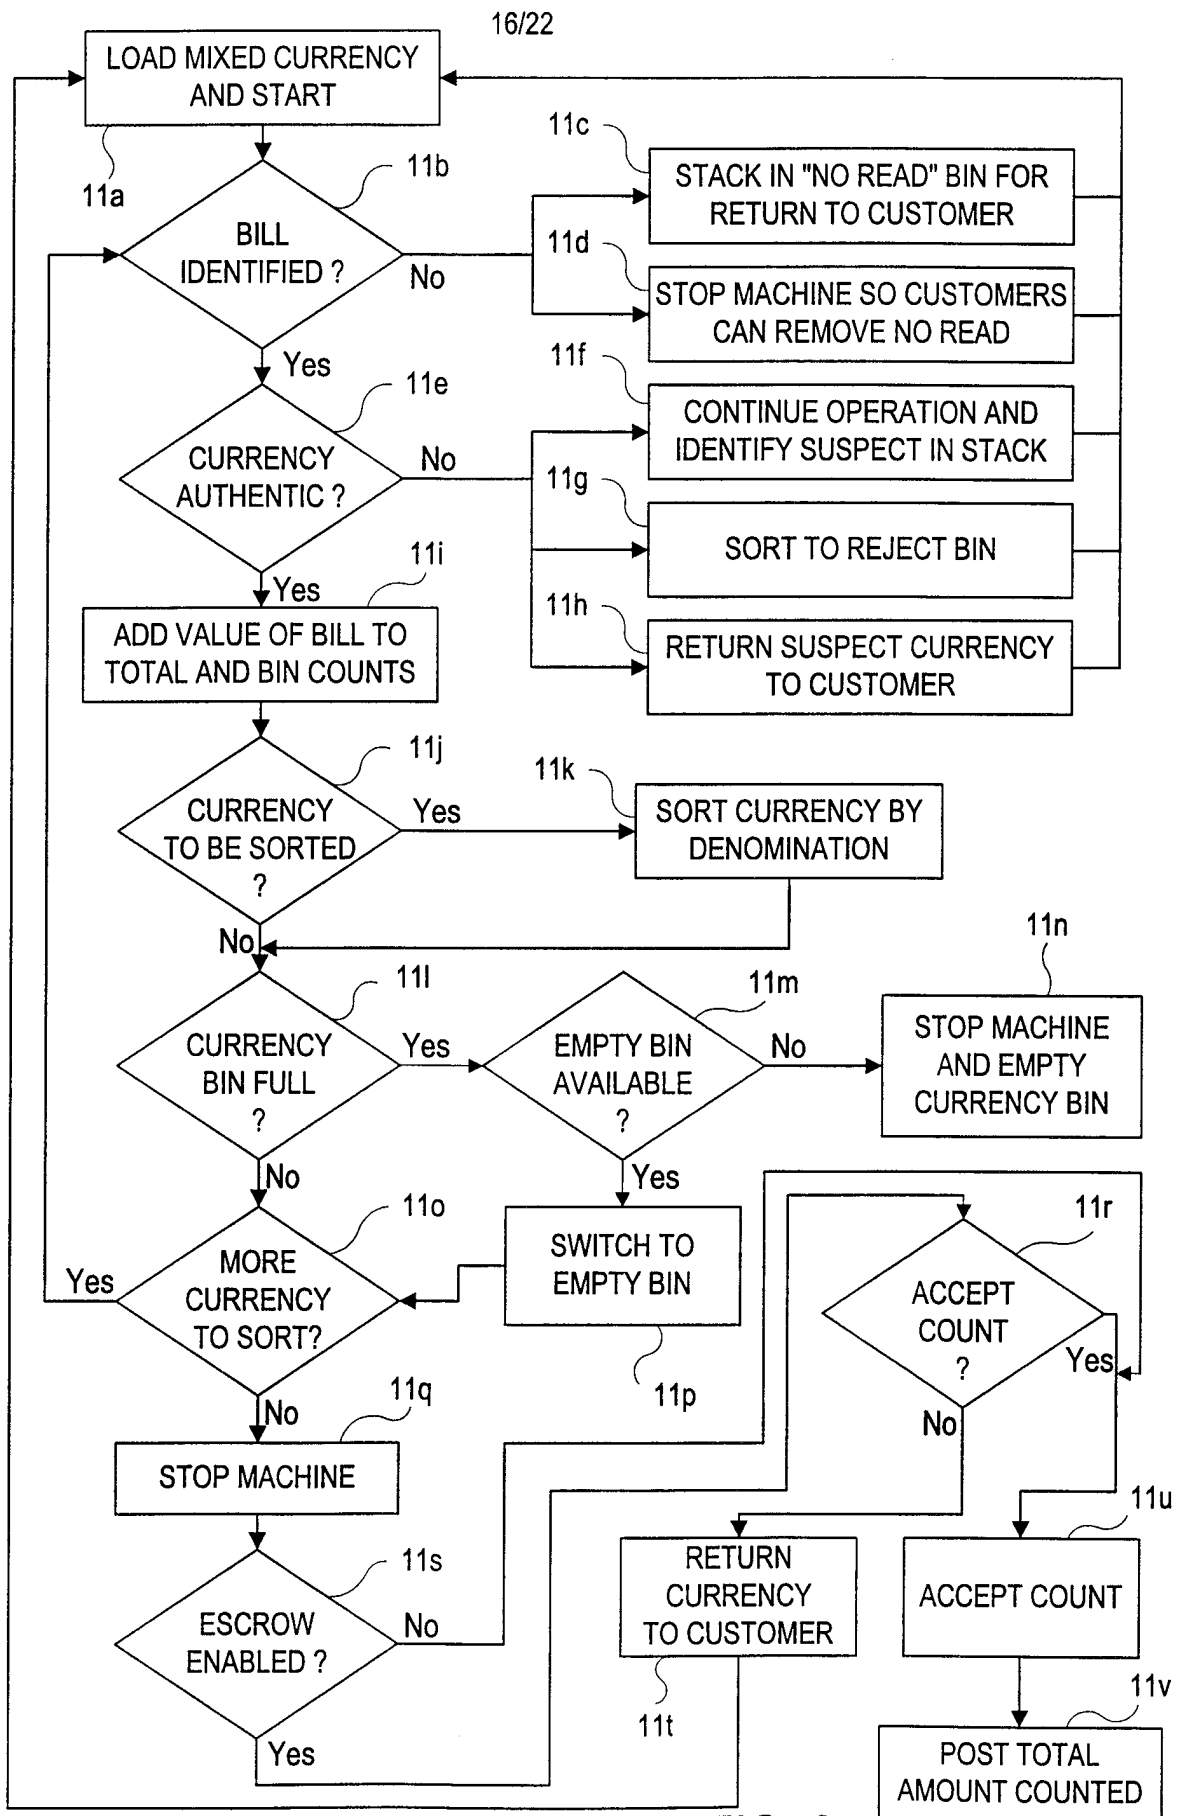 16/22
LOAD MIXED CURRENCY
AND START
11a
11b
BILL
IDENTIFIED ?
No
Yes
11c
STACK IN "NO READ" BIN FOR
RETURN TO CUSTOMER
11d
STOP MACHINE SO CUSTOMERS
CAN REMOVE NO READ
11e
CURRENCY
AUTHENTIC ?
No
Yes
11f
CONTINUE OPERATION AND
IDENTIFY SUSPECT IN STACK
11g
SORT TO REJECT BIN
11h
RETURN SUSPECT CURRENCY
TO CUSTOMER
11i
ADD VALUE OF BILL TO
TOTAL AND BIN COUNTS
11j
CURRENCY
TO BE SORTED
?
Yes
No
11k
SORT CURRENCY BY
DENOMINATION
11l
CURRENCY
BIN FULL
?
Yes
No
11m
EMPTY BIN
AVAILABLE
?
No
Yes
11n
STOP MACHINE
AND EMPTY
CURRENCY BIN
11o
MORE
CURRENCY
TO SORT?
Yes
No
SWITCH TO
EMPTY BIN
11p
11r
ACCEPT
COUNT
?
Yes
No
11q
STOP MACHINE
11s
ESCROW
ENABLED ?
No
Yes
RETURN
CURRENCY
TO CUSTOMER
11t
11u
ACCEPT COUNT
11v
POST TOTAL
AMOUNT COUNTED